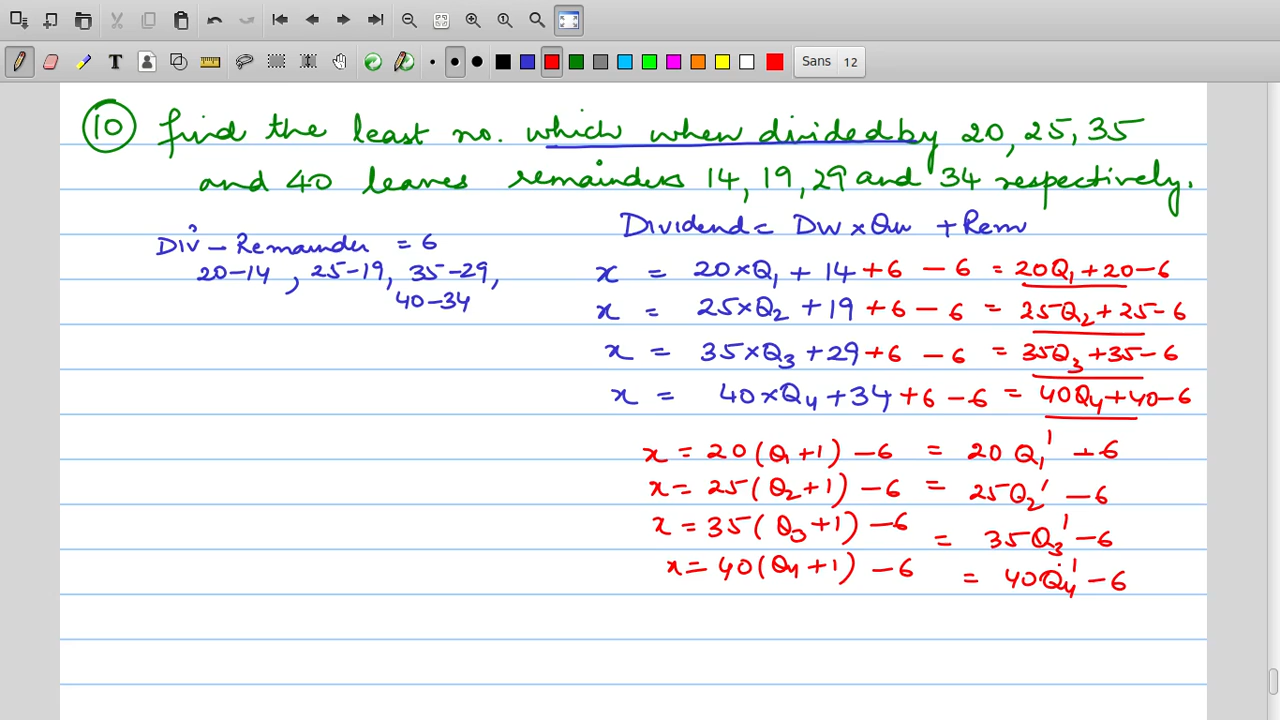 Sans 12
10 find the least no. which when divided by 20, 25, 35
and 40 leaves remainders 14, 19, 29 and 34 respectively.
Div - Remainder = 6
20-14, 25-19, 35-29,
40-34
Dividend = Div × Qu + Rem
x = 20×Q1 + 14 + 6 - 6 = 20Q1 + 20 - 6
x = 25×Q2 + 19 + 6 - 6 = 25Q2 + 25 - 6
x = 35×Q3 + 29 + 6 - 6 = 35Q3 + 35 - 6
x = 40×Q4 + 34 + 6 - 6 = 40Q4 + 40 - 6
x = 20(Q1 + 1) - 6 = 20 Q1' - 6
x = 25(Q2 + 1) - 6 = 25Q2' - 6
x = 35(Q3 + 1) - 6 = 35Q3' - 6
x = 40(Q4 + 1) - 6 = 40Q4' - 6